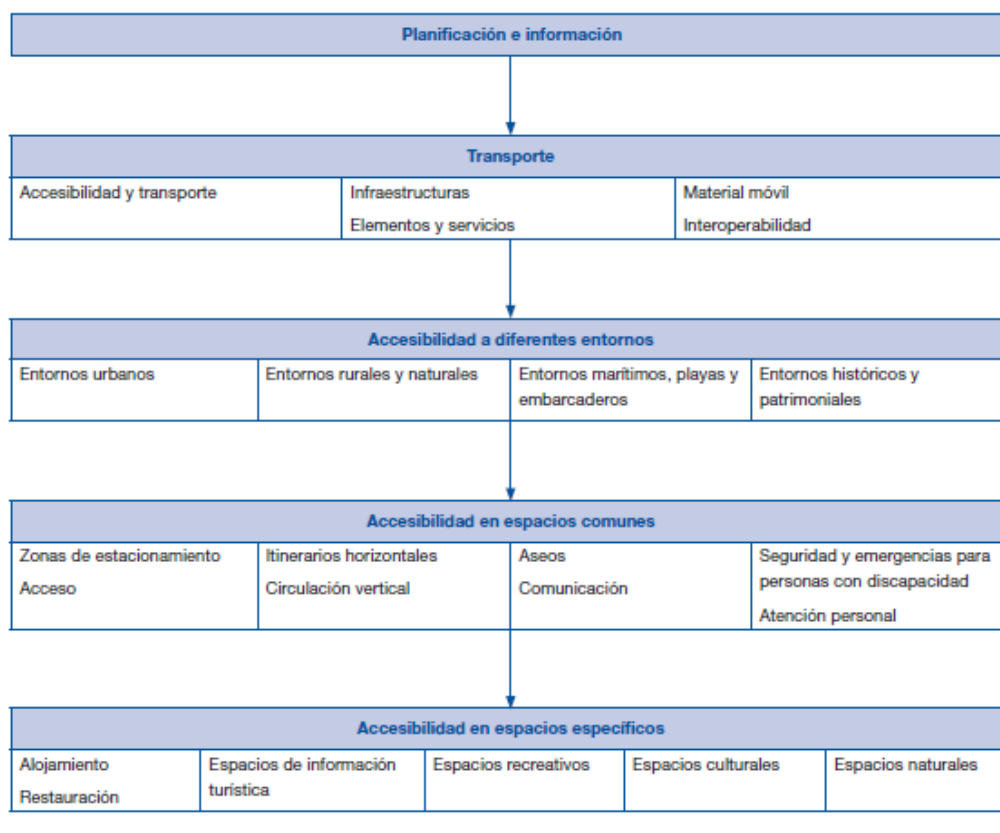 Planificación e información
Transporte
Accesibilidad y transporte
Infraestructuras
Elementos y servicios
Material móvil
Interoperabilidad
Accesibilidad a diferentes entornos
Entornos urbanos
Entornos rurales y naturales
Entornos marítimos, playas y
embarcaderos
Entornos históricos y
patrimoniales
Accesibilidad en espacios comunes
Zonas de estacionamiento
Acceso
Itinerarios horizontales
Circulación vertical
Aseos
Comunicación
Seguridad y emergencias para
personas con discapacidad
Atención personal
Accesibilidad en espacios específicos
Alojamiento
Restauración
Espacios de información
turística
Espacios recreativos
Espacios culturales
Espacios naturales